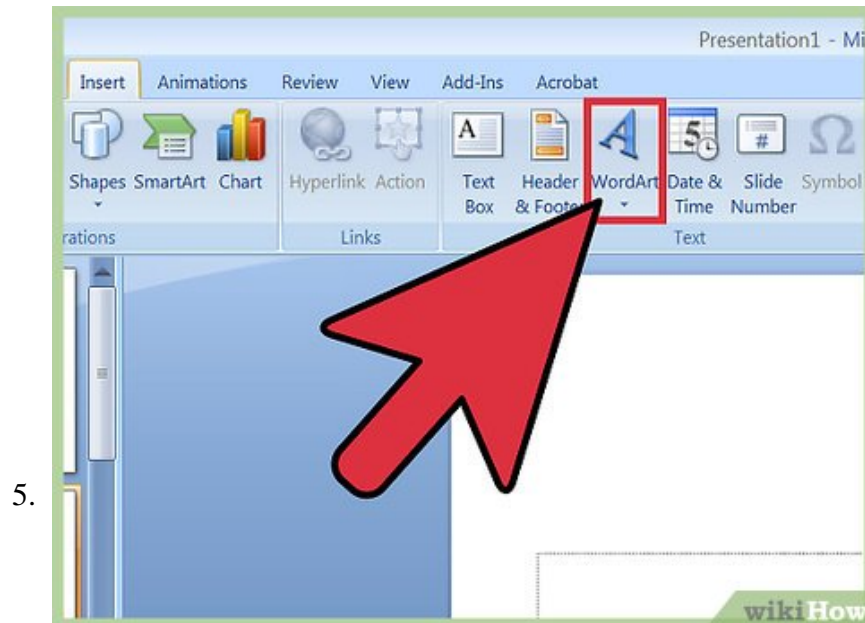 Presentation1 - Mi
Insert Animations Review View Add-Ins Acrobat
Shapes SmartArt Chart Hyperlink Action Text Box Header & Foote WordArt Date & Time Slide Number Symbol
rations Links Text
5.
wikiHow